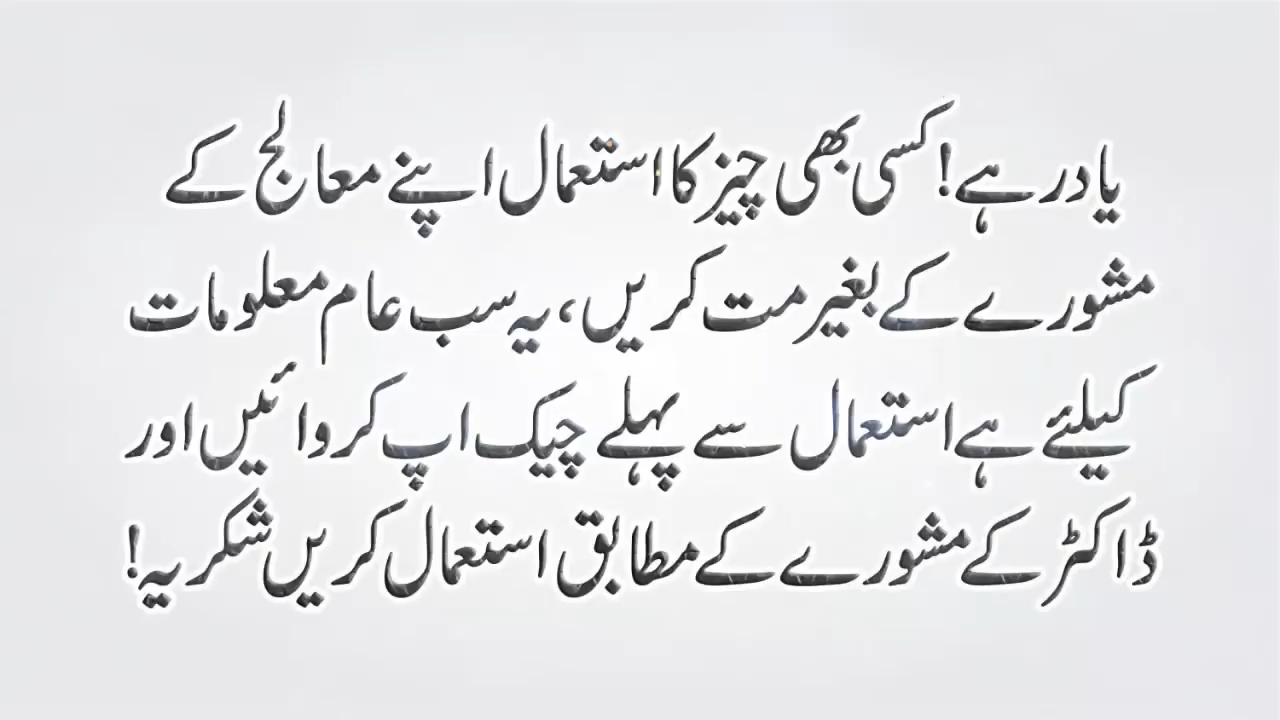 یاد رہے! کسی بھی چیز کا استعمال اپنے معالج کے
مشورے کے بغیر مت کریں، یہ سب عام معلومات
کیلئے ہے استعمال سے پہلے چیک اپ کروائیں اور
ڈاکٹر کے مشورے کے مطابق استعمال کریں شکریہ!